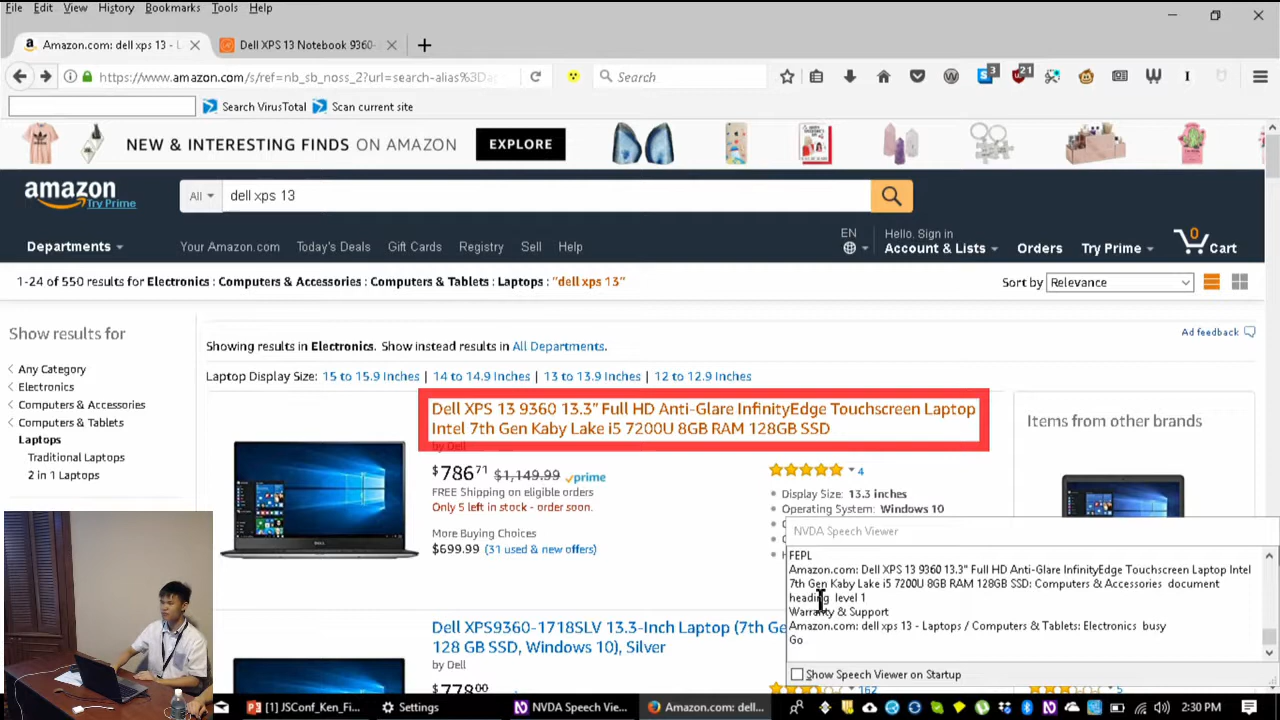 File Edit View History Bookmarks Tools Help
Amazon.com: dell xps 13 - L
Dell XPS 13 Notebook 9360-
https://www.amazon.com/s/ref=nb_sb_noss_2?url=search-alias%3Da
Search
3
21
Search VirusTotal
Scan current site
NEW & INTERESTING FINDS ON AMAZON
EXPLORE
amazon
Try Prime
All
dell xps 13
Departments
Your Amazon.com
Today's Deals
Gift Cards
Registry
Sell
Help
EN
Hello. Sign in
Account & Lists
Orders
Try Prime
0
Cart
1-24 of 550 results for Electronics : Computers & Accessories : Computers & Tablets : Laptops : "dell xps 13"
Sort by Relevance
Ad feedback
Show results for
Any Category
Electronics
Computers & Accessories
Computers & Tablets
Laptops
Traditional Laptops
2 in 1 Laptops
Showing results in Electronics. Show instead results in All Departments.
Laptop Display Size: 15 to 15.9 Inches | 14 to 14.9 Inches | 13 to 13.9 Inches | 12 to 12.9 Inches
Dell XPS 13 9360 13.3" Full HD Anti-Glare InfinityEdge Touchscreen Laptop
Intel 7th Gen Kaby Lake i5 7200U 8GB RAM 128GB SSD
by Dell
$786 71 $1,149.99 prime
FREE Shipping on eligible orders
Only 5 left in stock - order soon.
More Buying Choices
$699.99 (31 used & new offers)
4
Display Size: 13.3 inches
Operating System: Windows 10
Items from other brands
Dell XPS9360-1718SLV 13.3-Inch Laptop (7th Ge
128 GB SSD, Windows 10), Silver
by Dell
$778 00
162
5
NVDA Speech Viewer
FEPL
Amazon.com: Dell XPS 13 9360 13.3" Full HD Anti-Glare InfinityEdge Touchscreen Laptop Intel
7th Gen Kaby Lake i5 7200U 8GB RAM 128GB SSD: Computers & Accessories document
heading level 1
Warranty & Support
Amazon.com: dell xps 13 - Laptops / Computers & Tablets: Electronics busy
Go
Show Speech Viewer on Startup
[1] JSConf_Ken_Fi...
Settings
NVDA Speech Vie...
Amazon.com: dell...
2:30 PM